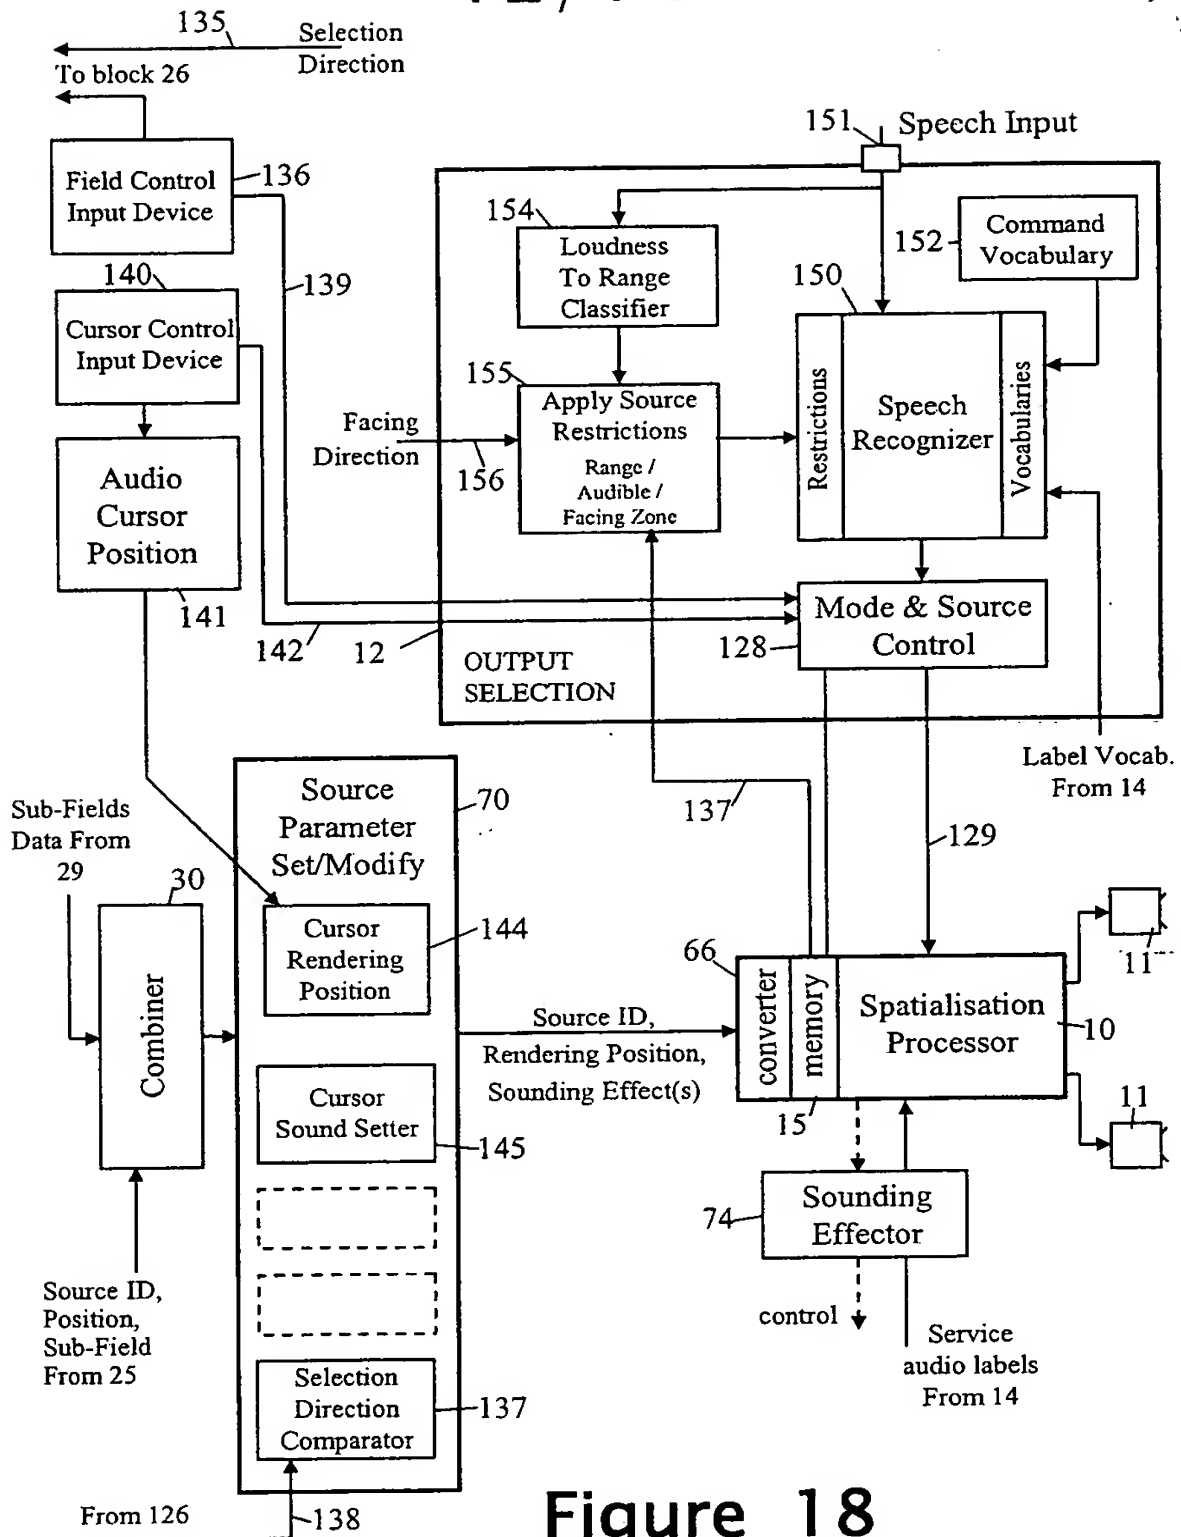 135
Selection
Direction
To block 26
Field Control
Input Device
136
139
140
Cursor Control
Input Device
Audio
Cursor
Position
141
142
12
151
Speech Input
154
Loudness
To Range
Classifier
152
Command
Vocabulary
150
155
Apply Source
Restrictions
Range /
Audible /
Facing Zone
Facing
Direction
156
Restrictions
Speech
Recognizer
Vocabularies
Mode & Source
Control
128
OUTPUT
SELECTION
Label Vocab.
From 14
137
129
Sub-Fields
Data From
29
30
Combiner
Source ID,
Position,
Sub-Field
From 25
Source
Parameter
Set/Modify
70
Cursor
Rendering
Position
144
Cursor
Sound Setter
145
Selection
Direction
Comparator
137
From 126
138
Source ID,
Rendering Position,
Sounding Effect(s)
66
converter
memory
15
Spatialisation
Processor
10
11
11
Sounding
Effector
74
control
Service
audio labels
From 14
Figure 18